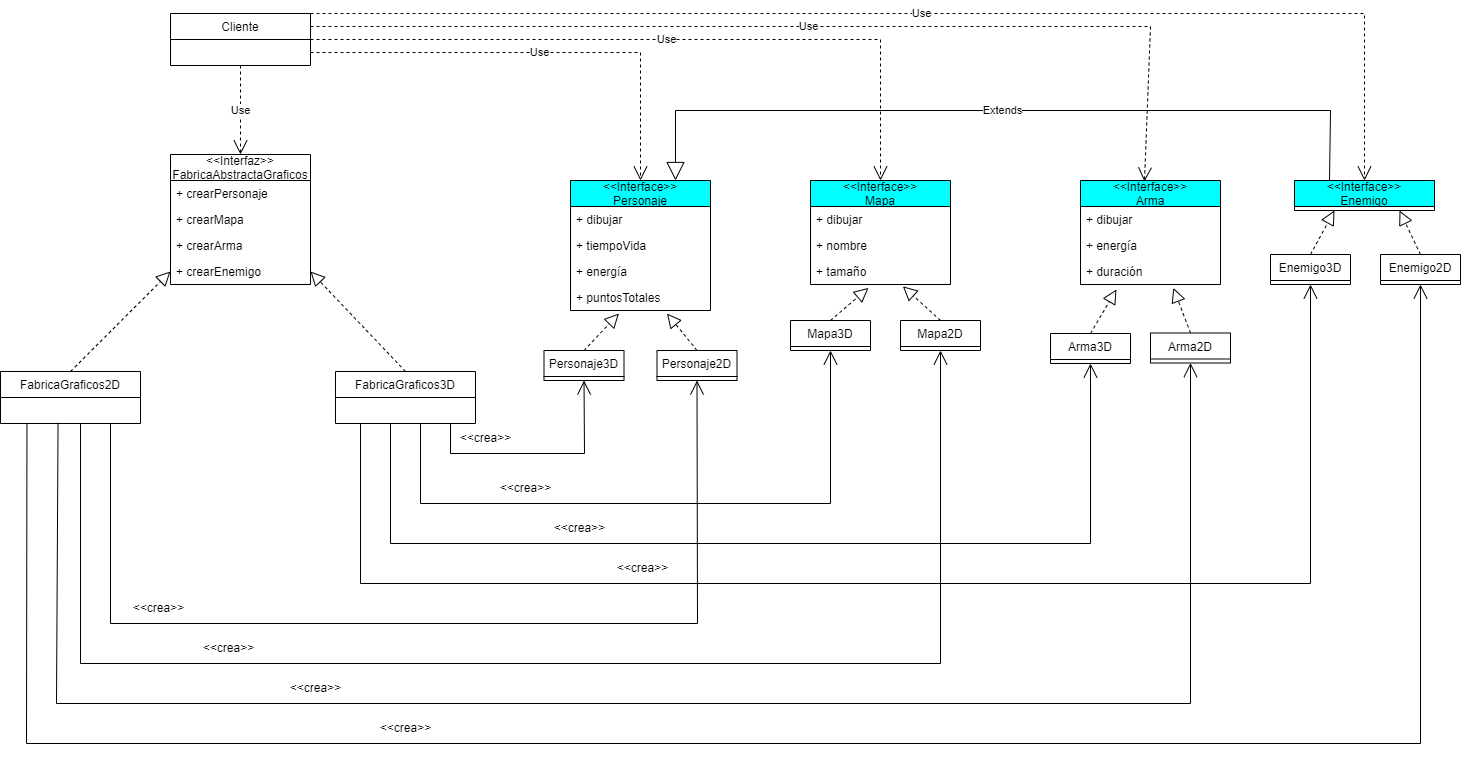 Use
Cliente
Use
Use
Use
Use
Extends
<<Interfaz>>
FabricaAbstractaGraficos
+ crearPersonaje
+ crearMapa
+ crearArma
+ crearEnemigo
<<Interface>>
Personaje
+ dibujar
+ tiempoVida
+ energía
+ puntosTotales
<<Interface>>
Mapa
+ dibujar
+ nombre
+ tamaño
<<Interface>>
Arma
+ dibujar
+ energía
+ duración
<<Interface>>
Enemigo
Enemigo3D
Enemigo2D
Mapa3D
Mapa2D
Arma3D
Arma2D
Personaje3D
Personaje2D
FabricaGraficos2D
FabricaGraficos3D
<<crea>>
<<crea>>
<<crea>>
<<crea>>
<<crea>>
<<crea>>
<<crea>>
<<crea>>